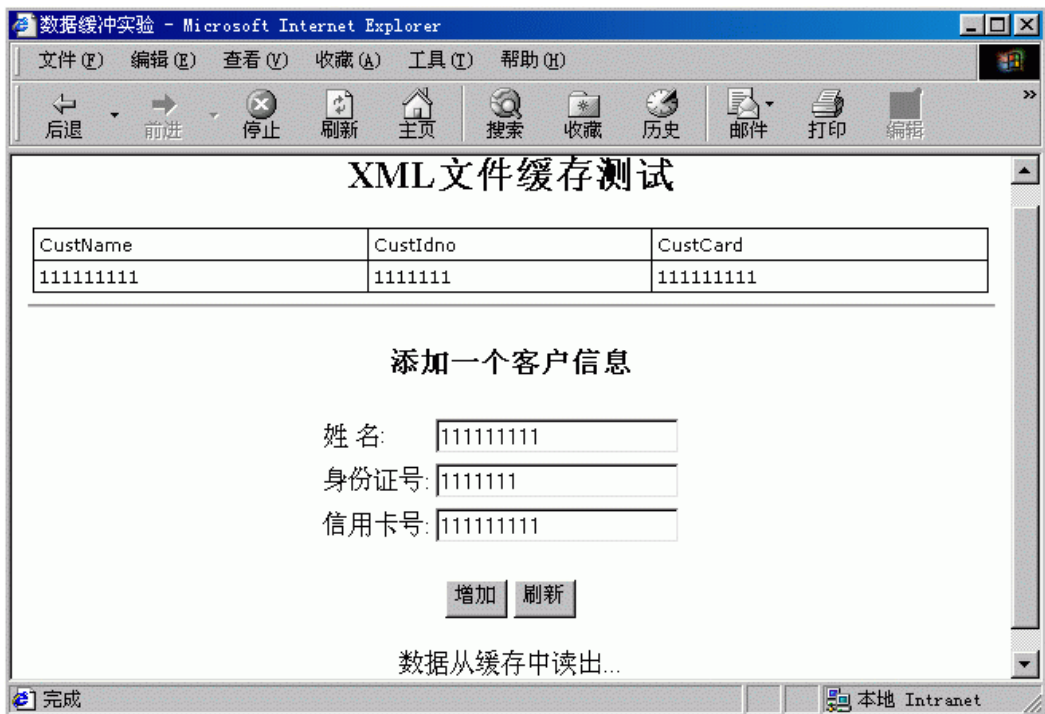 数据缓冲实验 - Microsoft Internet Explorer
文件(F) 编辑(E) 查看(V) 收藏(A) 工具(T) 帮助(H)
后退 前进 停止 刷新 主页 搜索 收藏 历史 邮件 打印 编辑 »
XML文件缓存测试
CustName CustIdno CustCard
111111111 1111111 111111111
添加一个客户信息
姓 名: 111111111
身份证号: 1111111
信用卡号: 111111111
增加 刷新
数据从缓存中读出...
完成 本地 Intranet